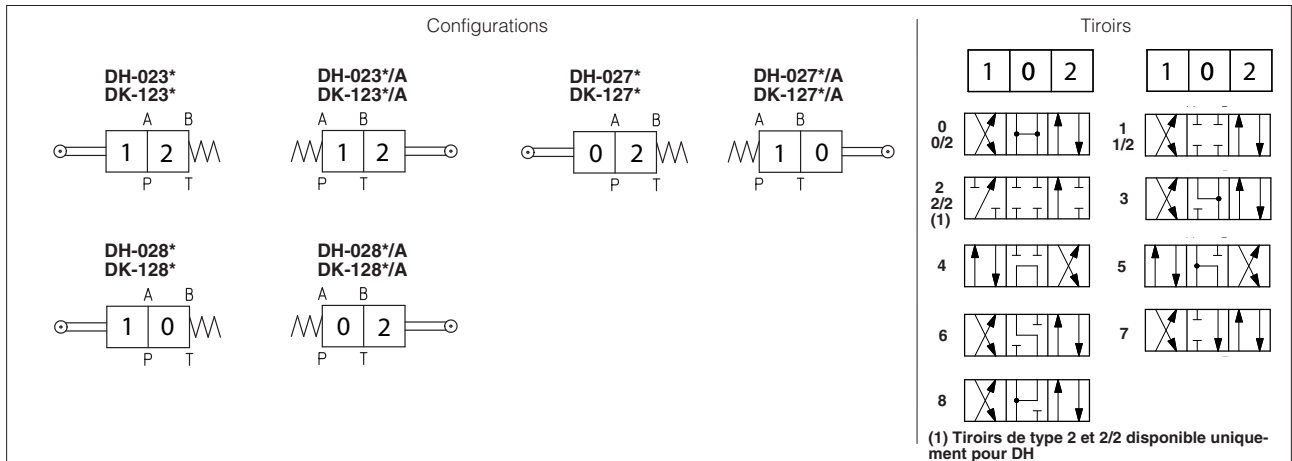 Configurations
Tiroirs
DH-023*
DK-123*
A B
1 2
P T
DH-023*/A
DK-123*/A
A B
1 2
P T
DH-027*
DK-127*
A B
0 2
P T
DH-027*/A
DK-127*/A
A B
1 0
P T
DH-028*
DK-128*
A B
1 0
P T
DH-028*/A
DK-128*/A
A B
0 2
P T
1 0 2
1 0 2
0
0/2
1
1/2
2
2/2
(1)
3
4
5
6
7
8
(1) Tiroirs de type 2 et 2/2 disponible unique-
ment pour DH